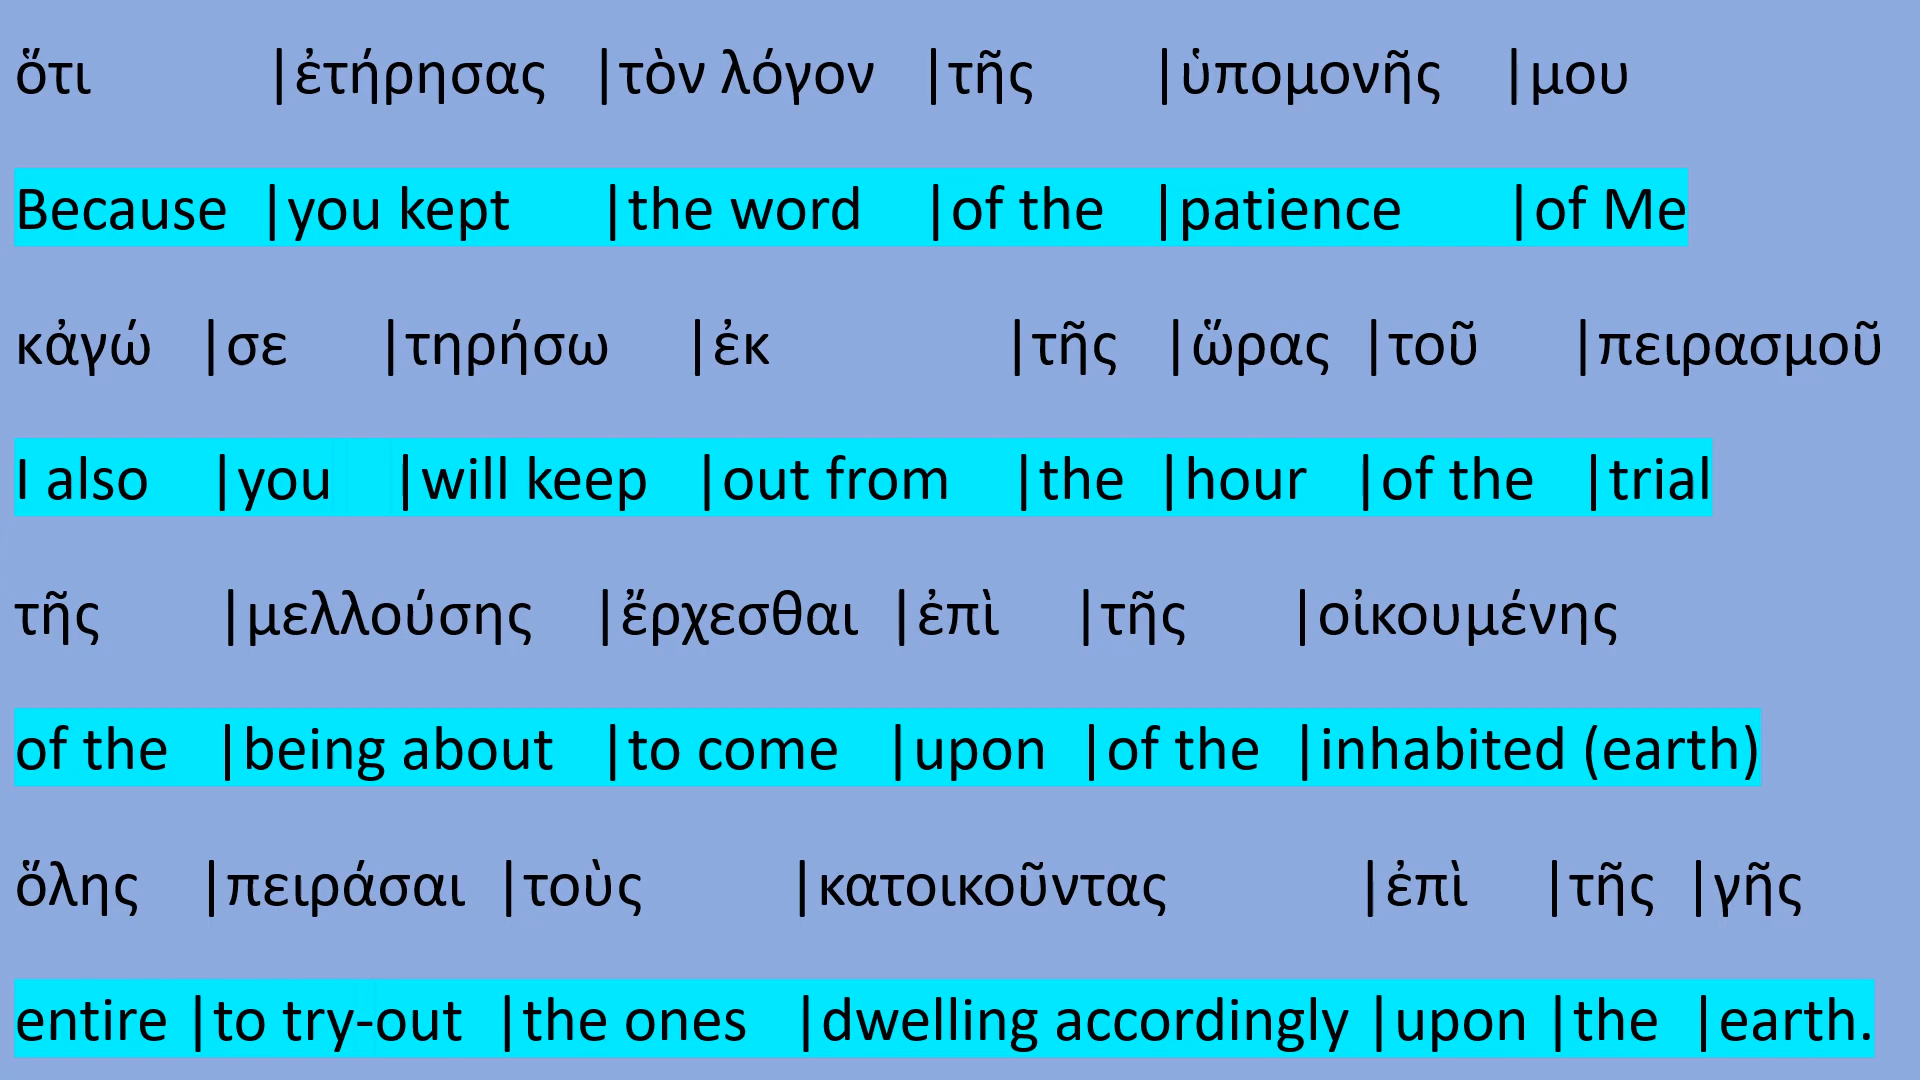 ὅτι |ἐτήρησας |τὸν λόγον |τῆς |ὑπομονῆς |μου
Because |you kept |the word |of the |patience |of Me
κἀγώ |σε |τηρήσω |ἐκ |τῆς |ὥρας |τοῦ |πειρασμοῦ
I also |you |will keep |out from |the |hour |of the |trial
τῆς |μελλούσης |ἔρχεσθαι |ἐπὶ |τῆς |οἰκουμένης
of the |being about |to come |upon |of the |inhabited (earth)
ὅλης |πειράσαι |τοὺς |κατοικοῦντας |ἐπὶ |τῆς |γῆς
entire |to try-out |the ones |dwelling accordingly |upon |the |earth.